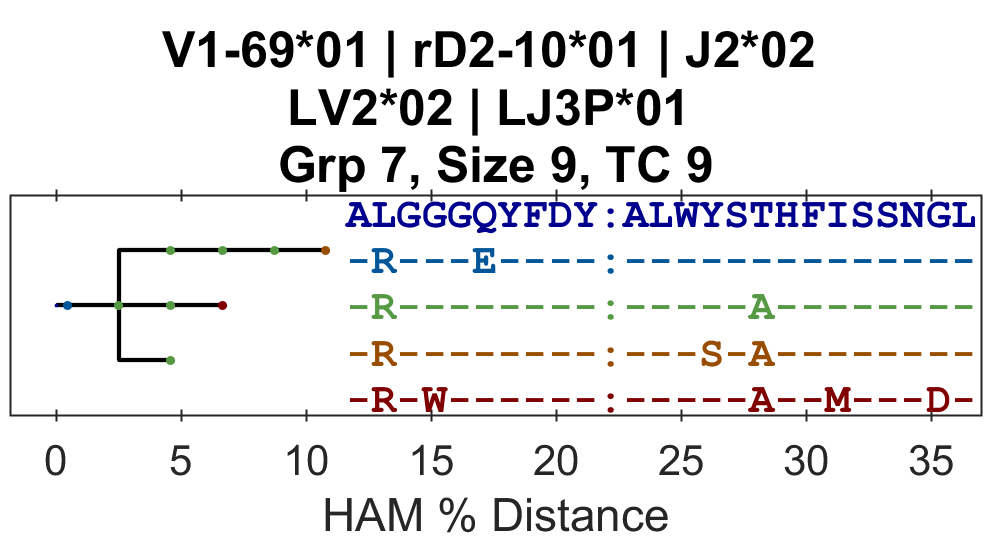 V1-69*01 | rD2-10*01 | J2*02
LV2*02 | LJ3P*01
Grp 7, Size 9, TC 9
ALGGGQYFDY:ALWYSTHFISSNGL
-R---E----:--------------
-R--------:-----A--------
-R--------:---S-A--------
-R-W------:-----A--M---D-
0 5 10 15 20 25 30 35
HAM % Distance